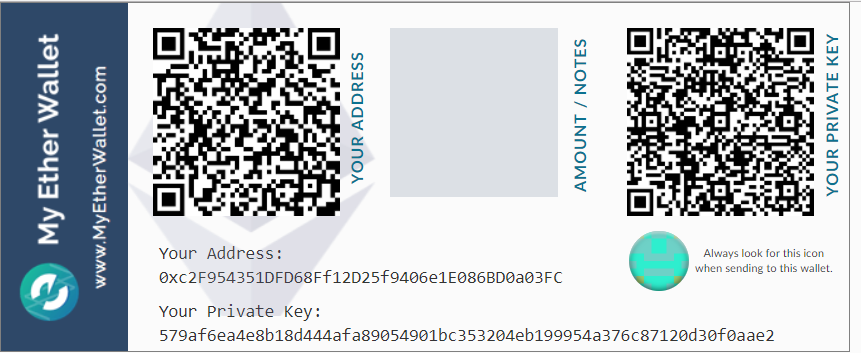 My Ether Wallet
www.MyEtherWallet.com
YOUR ADDRESS
AMOUNT / NOTES
YOUR PRIVATE KEY
Your Address:
0xc2F954351DFD68Ff12D25f9406e1E086BD0a03FC
Always look for this icon
when sending to this wallet.
Your Private Key:
579af6ea4e8b18d444afa89054901bc353204eb199954a376c87120d30f0aae2